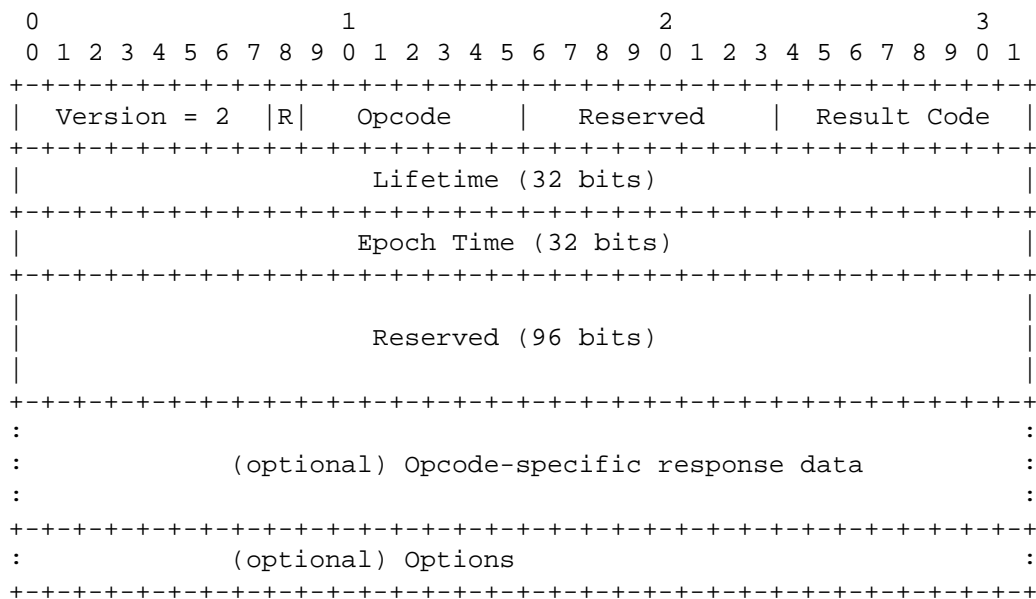 0                   1                   2                   3
 0 1 2 3 4 5 6 7 8 9 0 1 2 3 4 5 6 7 8 9 0 1 2 3 4 5 6 7 8 9 0 1
+-+-+-+-+-+-+-+-+-+-+-+-+-+-+-+-+-+-+-+-+-+-+-+-+-+-+-+-+-+-+-+-+
|  Version = 2  |R|   Opcode    |   Reserved    |  Result Code  |
+-+-+-+-+-+-+-+-+-+-+-+-+-+-+-+-+-+-+-+-+-+-+-+-+-+-+-+-+-+-+-+-+
|                      Lifetime (32 bits)                       |
+-+-+-+-+-+-+-+-+-+-+-+-+-+-+-+-+-+-+-+-+-+-+-+-+-+-+-+-+-+-+-+-+
|                     Epoch Time (32 bits)                      |
+-+-+-+-+-+-+-+-+-+-+-+-+-+-+-+-+-+-+-+-+-+-+-+-+-+-+-+-+-+-+-+-+
|                                                               |
|                      Reserved (96 bits)                       |
|                                                               |
+-+-+-+-+-+-+-+-+-+-+-+-+-+-+-+-+-+-+-+-+-+-+-+-+-+-+-+-+-+-+-+-+
:                                                               :
:             (optional) Opcode-specific response data          :
:                                                               :
+-+-+-+-+-+-+-+-+-+-+-+-+-+-+-+-+-+-+-+-+-+-+-+-+-+-+-+-+-+-+-+-+
:             (optional) Options                                :
+-+-+-+-+-+-+-+-+-+-+-+-+-+-+-+-+-+-+-+-+-+-+-+-+-+-+-+-+-+-+-+-+